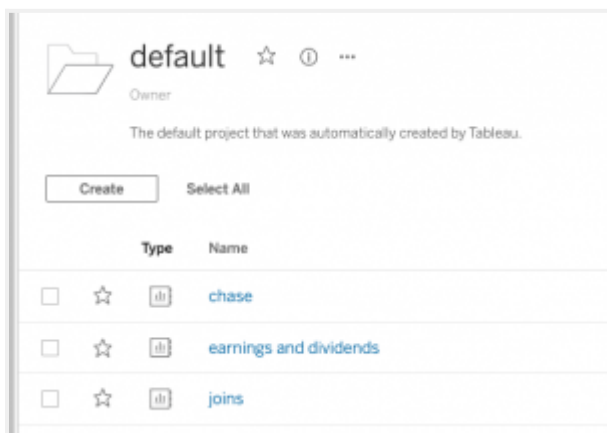 default
Owner
The default project that was automatically created by Tableau.
Create Select All
Type Name
chase
earnings and dividends
joins